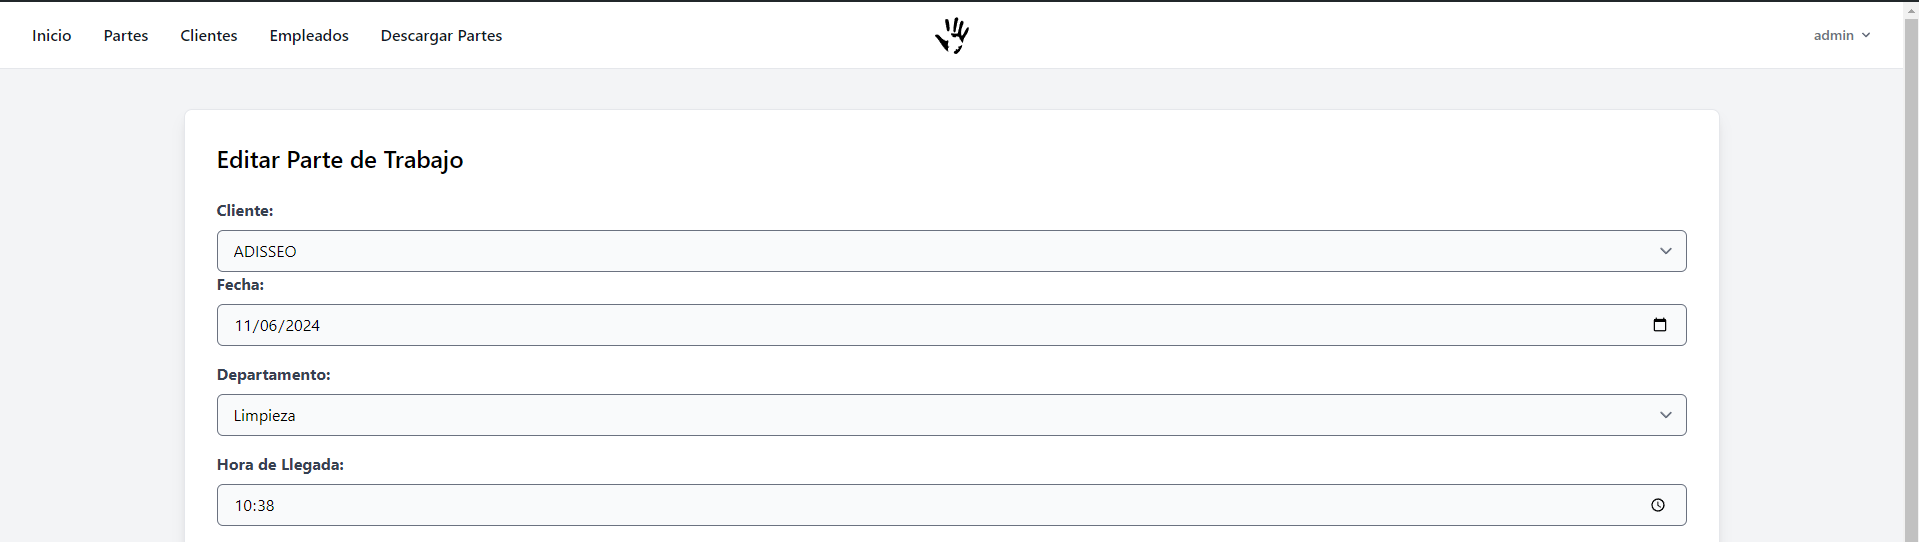 Inicio Partes Clientes Empleados Descargar Partes admin
Editar Parte de Trabajo
Cliente:
ADISSEO
Fecha:
11/06/2024
Departamento:
Limpieza
Hora de Llegada:
10:38